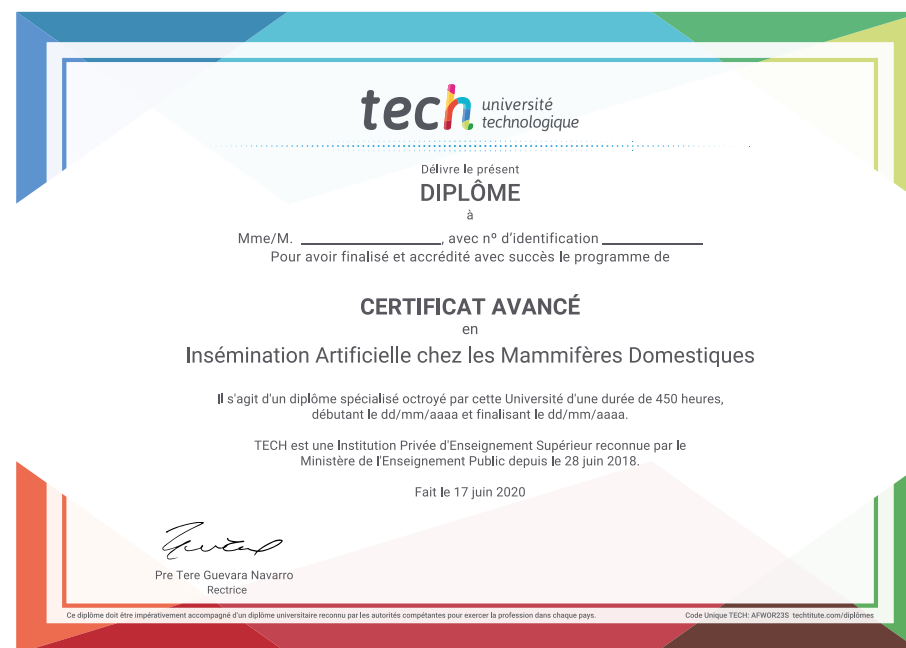 tech université
technologique
Délivre le présent
DIPLÔME
à
Mme/M. ____________________, avec nº d'identification ______________
Pour avoir finalisé et accrédité avec succès le programme de
CERTIFICAT AVANCÉ
en
Insémination Artificielle chez les Mammifères Domestiques
Il s'agit d'un diplôme spécialisé octroyé par cette Université d'une durée de 450 heures,
débutant le dd/mm/aaaa et finalisant le dd/mm/aaaa.
TECH est une Institution Privée d'Enseignement Supérieur reconnue par le
Ministère de l'Enseignement Public depuis le 28 juin 2018.
Fait le 17 juin 2020
Pre Tere Guevara Navarro
Rectrice
Ce diplôme doit être impérativement accompagné d'un diplôme universitaire reconnu par les autorités compétantes pour exercer la profession dans chaque pays.
Code Unique TECH: AFWOR23S techtitute.com/diplômes